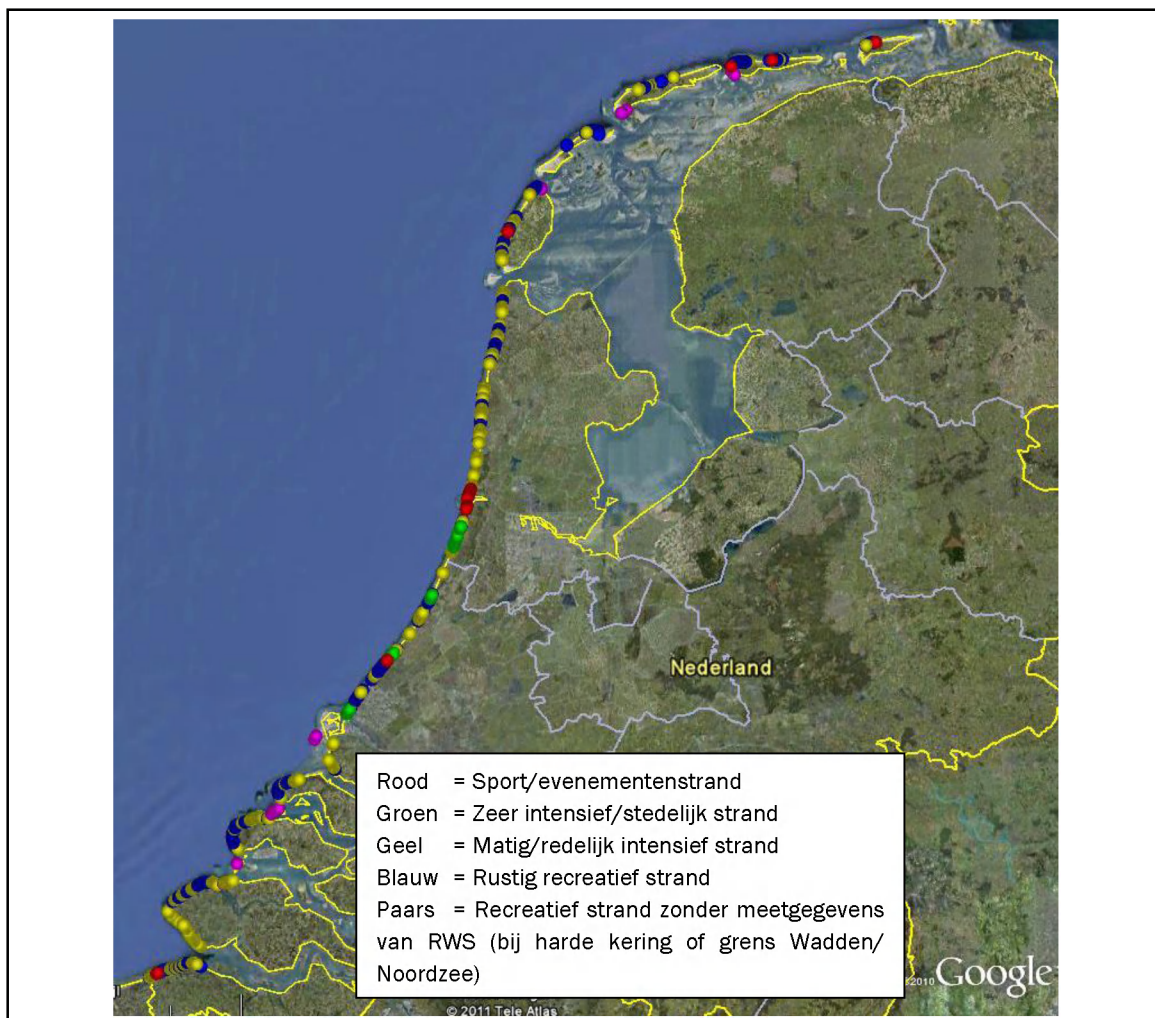 Nederland
Rood = Sport/evenementenstrand
Groen = Zeer intensief/stedelijk strand
Geel = Matig/redelijk intensief strand
Blauw = Rustig recreatief strand
Paars = Recreatief strand zonder meetgegevens
van RWS (bij harde kering of grens Wadden/
Noordzee)
2010 Google
© 2011 Tele Atlas